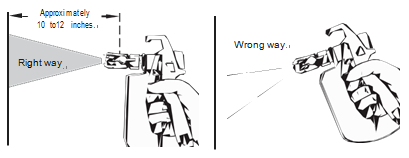 Approximately
10 to12 inches.
Right way.
Wrong way.